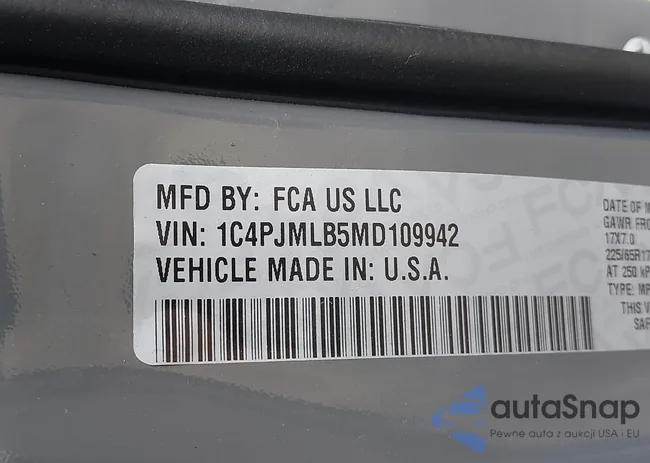 MFD BY: FCA US LLC
VIN: 1C4PJMLB5MD109942
VEHICLE MADE IN: U.S.A.
DATE OF M
GAWR FRO
17X7.0
225/65R17
AT 250 kP
TYPE: MP
THIS V
SAF
autaSnap
Pewne auta z aukcji USA i EU